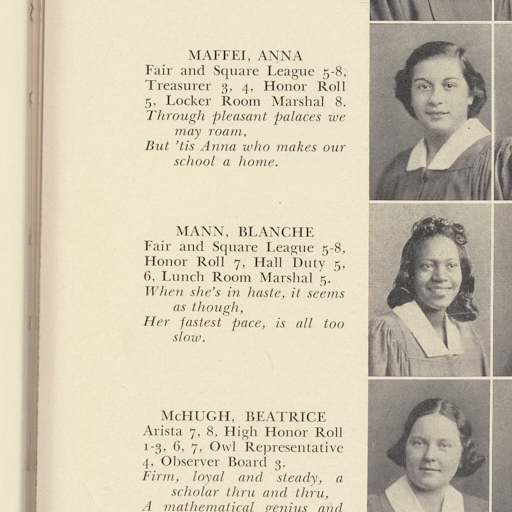 MAFFEI, ANNA
Fair and Square League 5-8,
Treasurer 3, 4, Honor Roll
5, Locker Room Marshal 8.
Through pleasant palaces we
may roam,
But 'tis Anna who makes our
school a home.
MANN, BLANCHE
Fair and Square League 5-8,
Honor Roll 7, Hall Duty 5,
6, Lunch Room Marshal 5.
When she's in haste, it seems
as though,
Her fastest pace, is all too
slow.
McHUGH, BEATRICE
Arista 7, 8, High Honor Roll
1-3, 6, 7, Owl Representative
4, Observer Board 3.
Firm, loyal and steady, a
scholar thru and thru,
A mathematical genius and